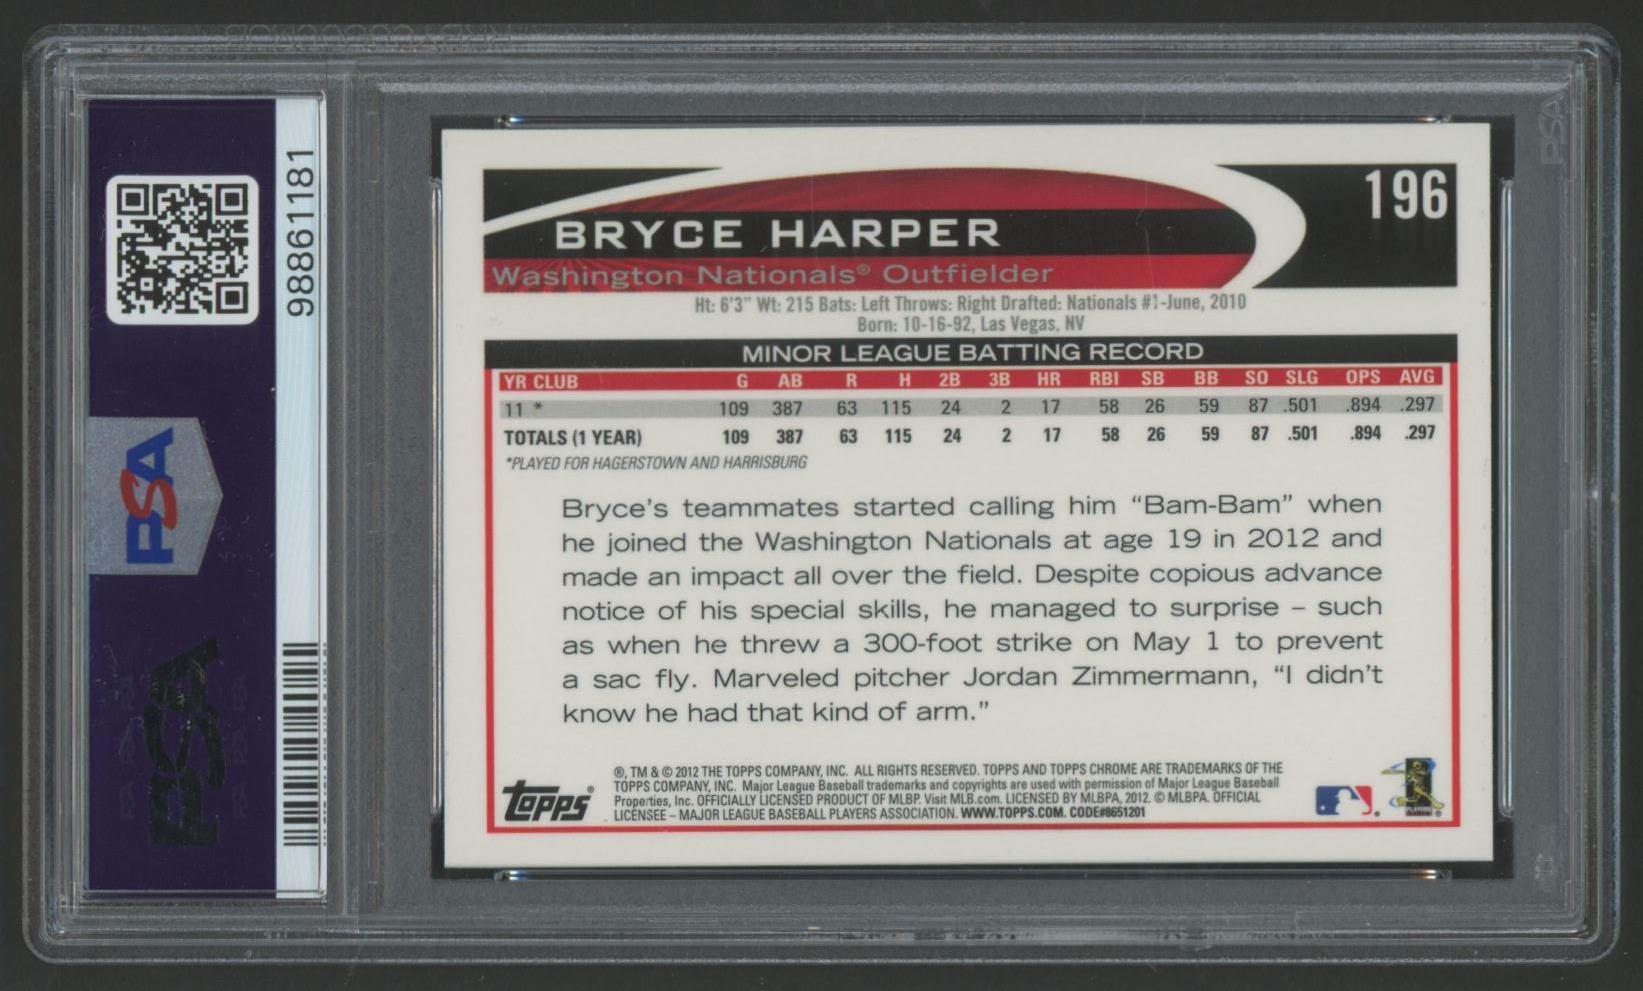 98861181
PSA
PSA
196
BRYCE HARPER
Washington Nationals® Outfielder
Ht: 6'3" Wt: 215 Bats: Left Throws: Right Drafted: Nationals #1-June, 2010
Born: 10-16-92, Las Vegas, NV
MINOR LEAGUE BATTING RECORD
YR CLUB G AB R H 2B 3B HR RBI SB BB SO SLG OPS AVG
11 * 109 387 63 115 24 2 17 58 26 59 87 .501 .894 .297
TOTALS (1 YEAR) 109 387 63 115 24 2 17 58 26 59 87 .501 .894 .297
*PLAYED FOR HAGERSTOWN AND HARRISBURG
Bryce's teammates started calling him "Bam-Bam" when
he joined the Washington Nationals at age 19 in 2012 and
made an impact all over the field. Despite copious advance
notice of his special skills, he managed to surprise – such
as when he threw a 300-foot strike on May 1 to prevent
a sac fly. Marveled pitcher Jordan Zimmermann, "I didn't
know he had that kind of arm."
topps
®, TM & © 2012 THE TOPPS COMPANY, INC. ALL RIGHTS RESERVED. TOPPS AND TOPPS CHROME ARE TRADEMARKS OF THE
TOPPS COMPANY, INC. Major League Baseball trademarks and copyrights are used with permission of Major League Baseball
Properties, Inc. OFFICIALLY LICENSED PRODUCT OF MLBP. Visit MLB.com. LICENSED BY MLBPA, 2012. © MLBPA. OFFICIAL
LICENSEE – MAJOR LEAGUE BASEBALL PLAYERS ASSOCIATION. WWW.TOPPS.COM. CODE#8651201
PLAYERS
PSA